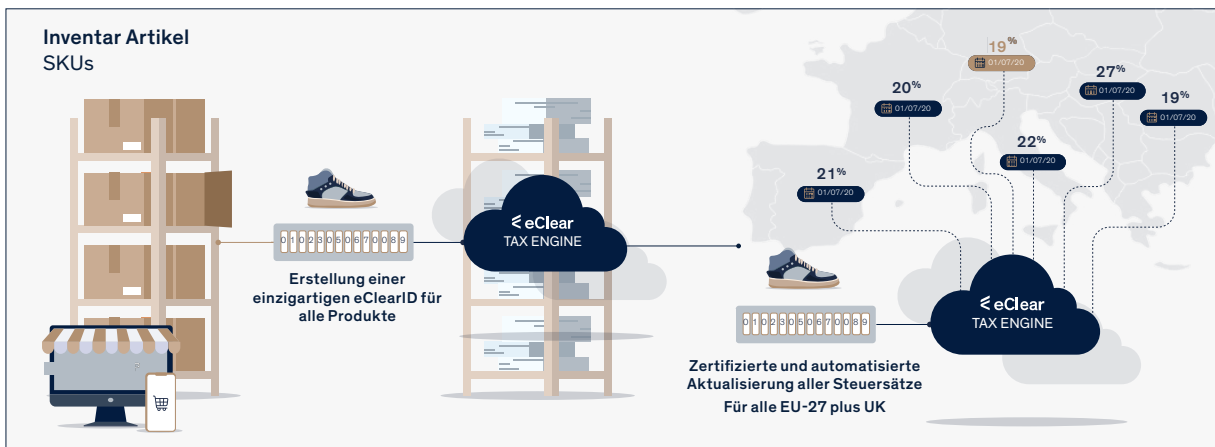 Inventar Artikel
SKUs
0 1 0 2 3 0 5 0 6 7 0 0 8 9
Erstellung einer
einzigartigen eClearID für
alle Produkte
eClear
TAX ENGINE
19%
01/07/20
20%
01/07/20
27%
01/07/20
19%
01/07/20
22%
01/07/20
21%
01/07/20
0 1 0 2 3 0 5 0 6 7 0 0 8 9
Zertifizierte und automatisierte
Aktualisierung aller Steuersätze
Für alle EU-27 plus UK
eClear
TAX ENGINE